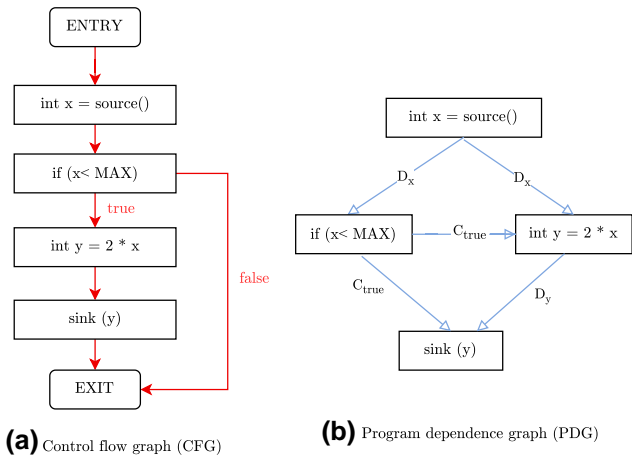 ENTRY
int x = source()
if (x< MAX)
true
int y = 2 * x
false
sink (y)
EXIT
(a) Control flow graph (CFG)
int x = source()
Dx
Dx
if (x< MAX)
Ctrue
int y = 2 * x
Ctrue
Dy
sink (y)
(b) Program dependence graph (PDG)